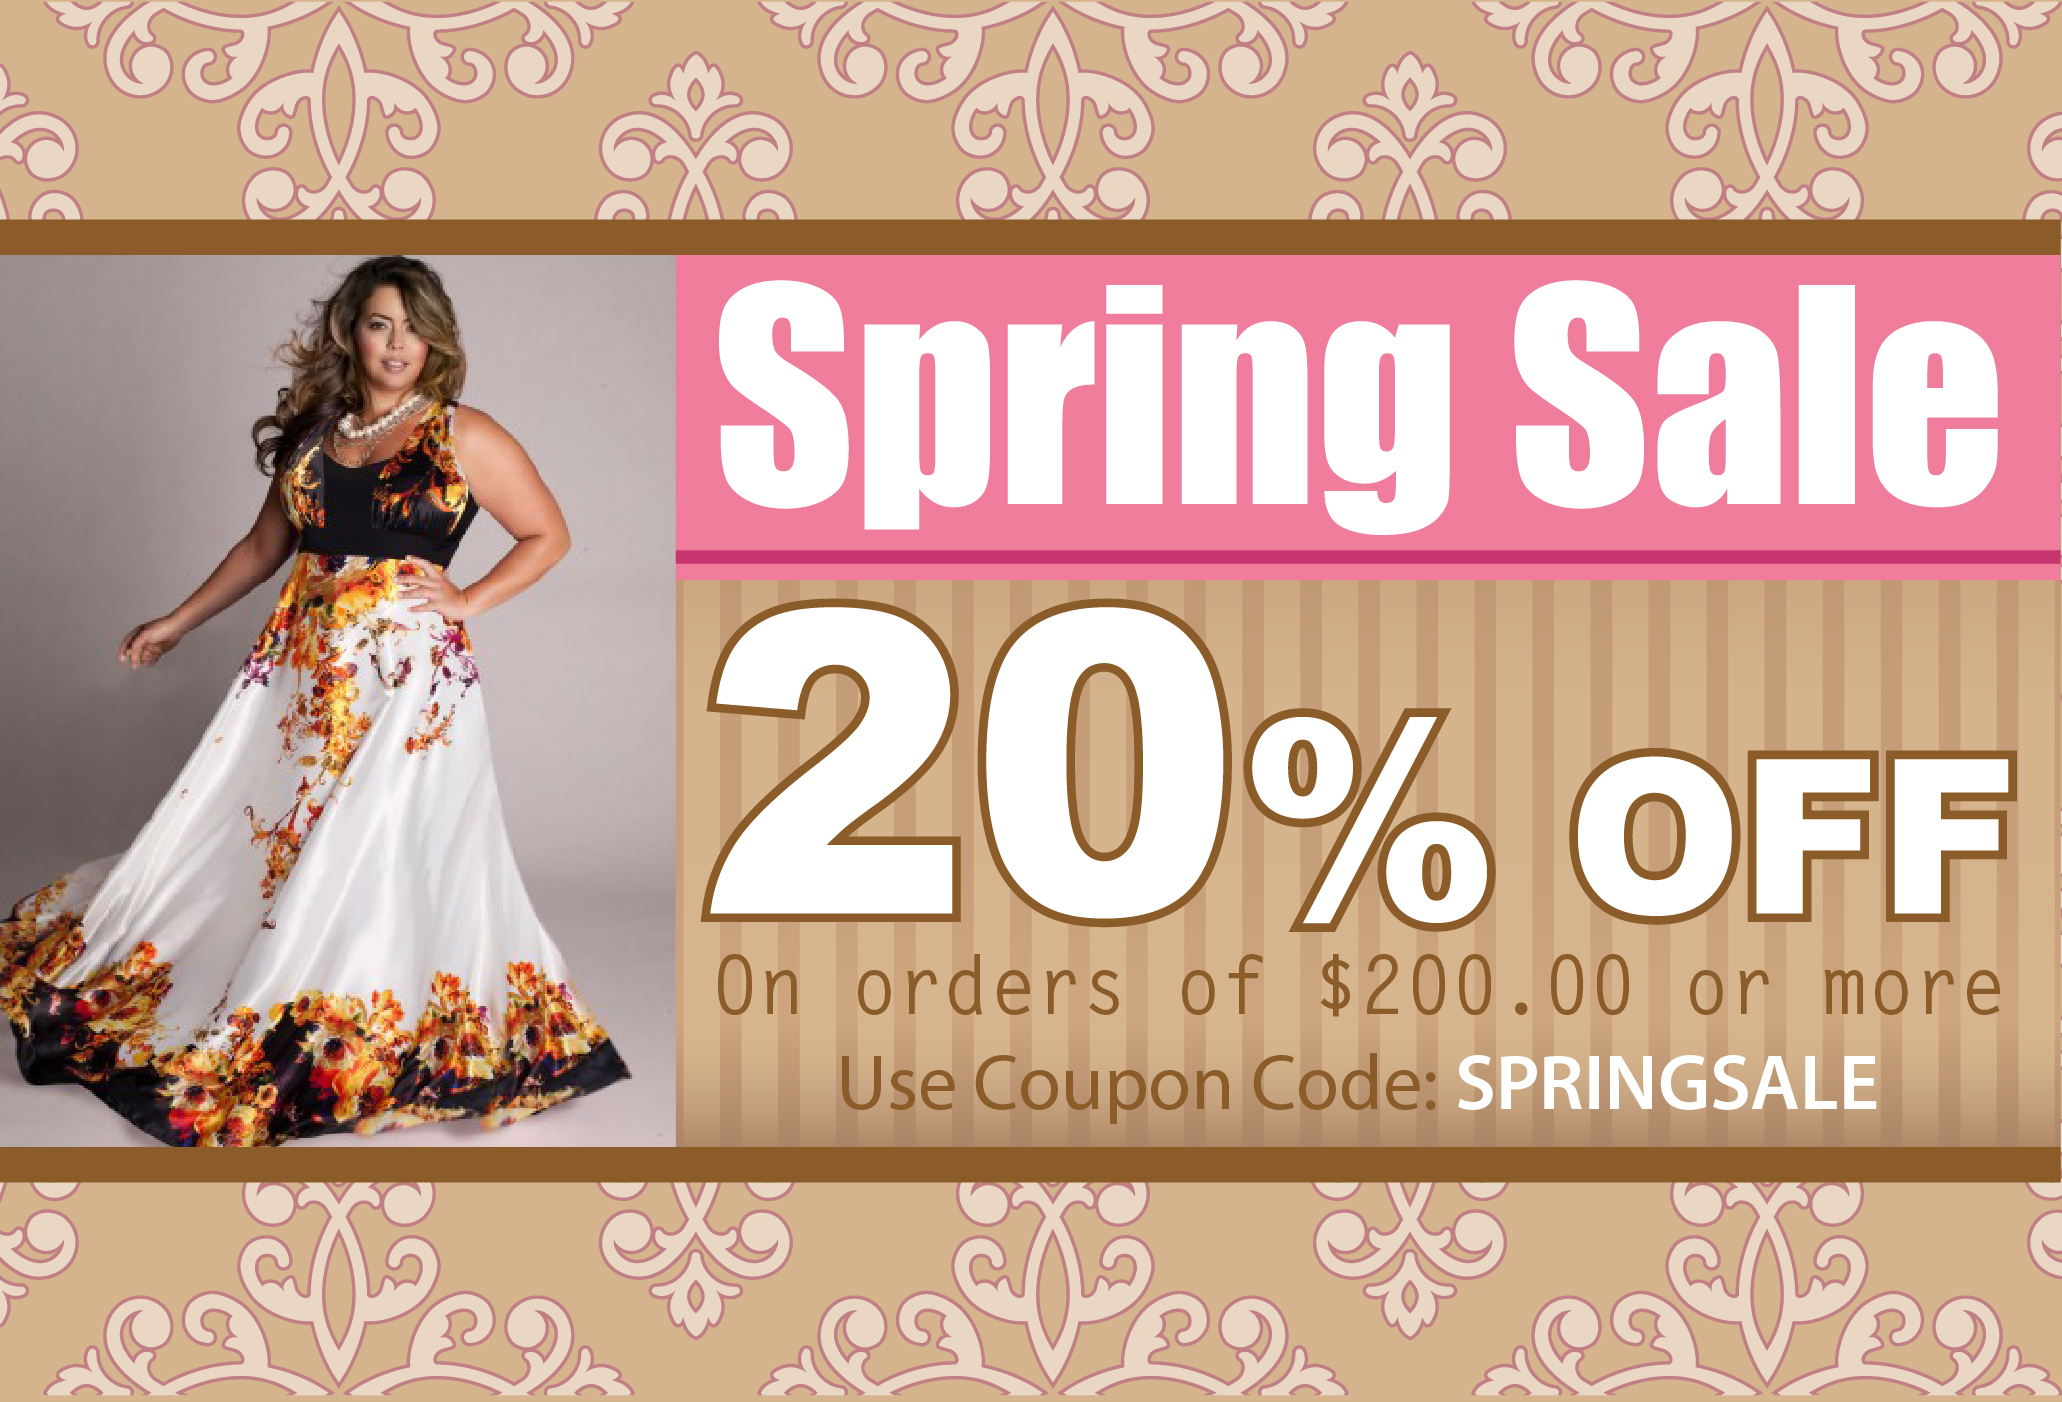 Spring Sale
20% OFF
On orders of $200.00 or more
Use Coupon Code: SPRINGSALE